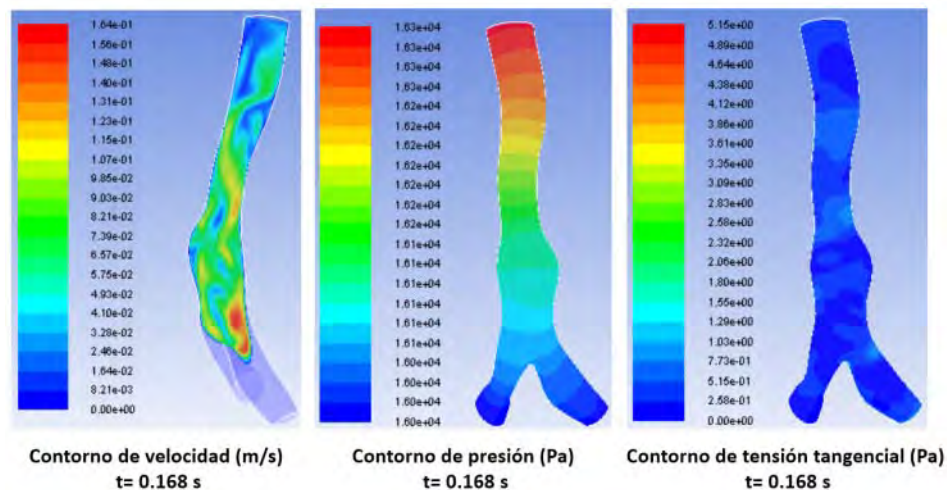 1.64e-01
1.56e-01
1.48e-01
1.40e-01
1.31e-01
1.23e-01
1.15e-01
1.07e-01
9.85e-02
9.03e-02
8.21e-02
7.39e-02
6.57e-02
5.75e-02
4.93e-02
4.10e-02
3.28e-02
2.46e-02
1.64e-02
8.21e-03
0.00e+00
Contorno de velocidad (m/s)
t= 0.168 s
1.63e+04
1.63e+04
1.63e+04
1.63e+04
1.62e+04
1.62e+04
1.62e+04
1.62e+04
1.62e+04
1.62e+04
1.61e+04
1.61e+04
1.61e+04
1.61e+04
1.61e+04
1.60e+04
1.60e+04
1.60e+04
1.60e+04
Contorno de presión (Pa)
t= 0.168 s
5.15e+00
4.89e+00
4.64e+00
4.38e+00
4.12e+00
3.86e+00
3.61e+00
3.35e+00
3.09e+00
2.83e+00
2.58e+00
2.32e+00
2.06e+00
1.80e+00
1.55e+00
1.29e+00
1.03e+00
7.73e-01
5.15e-01
2.58e-01
0.00e+00
Contorno de tensión tangencial (Pa)
t= 0.168 s